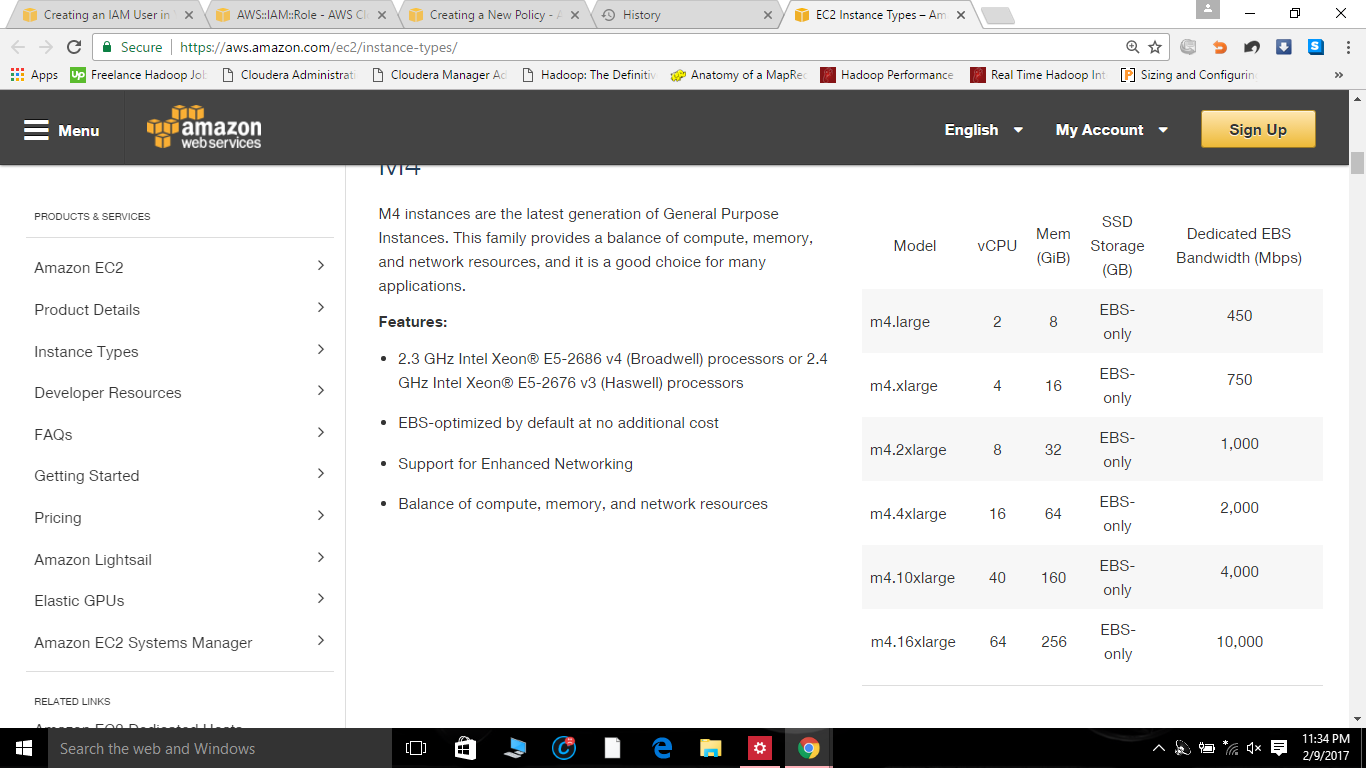 Creating an IAM User in
AWS::IAM::Role - AWS Cl
Creating a New Policy - A
History
EC2 Instance Types – Am
Secure
https://aws.amazon.com/ec2/instance-types/
Apps
Up
Freelance Hadoop Jo
Cloudera Administrati
Cloudera Manager Ad
Hadoop: The Definitiv
Anatomy of a MapRe
Hadoop Performance
Real Time Hadoop Int
Sizing and Configurin
»
Menu
amazon
web services
English
My Account
Sign Up
M4
PRODUCTS & SERVICES
Amazon EC2
Product Details
Instance Types
Developer Resources
FAQs
Getting Started
Pricing
Amazon Lightsail
Elastic GPUs
Amazon EC2 Systems Manager
RELATED LINKS
Amazon EC2 Dedicated Hosts
M4 instances are the latest generation of General Purpose
Instances. This family provides a balance of compute, memory,
and network resources, and it is a good choice for many
applications.
Features:
• 2.3 GHz Intel Xeon® E5-2686 v4 (Broadwell) processors or 2.4
GHz Intel Xeon® E5-2676 v3 (Haswell) processors
• EBS-optimized by default at no additional cost
• Support for Enhanced Networking
• Balance of compute, memory, and network resources
Model vCPU Mem (GiB) SSD Storage (GB) Dedicated EBS Bandwidth (Mbps)
m4.large 2 8 EBS-only 450
m4.xlarge 4 16 EBS-only 750
m4.2xlarge 8 32 EBS-only 1,000
m4.4xlarge 16 64 EBS-only 2,000
m4.10xlarge 40 160 EBS-only 4,000
m4.16xlarge 64 256 EBS-only 10,000
Search the web and Windows
11:34 PM
2/9/2017